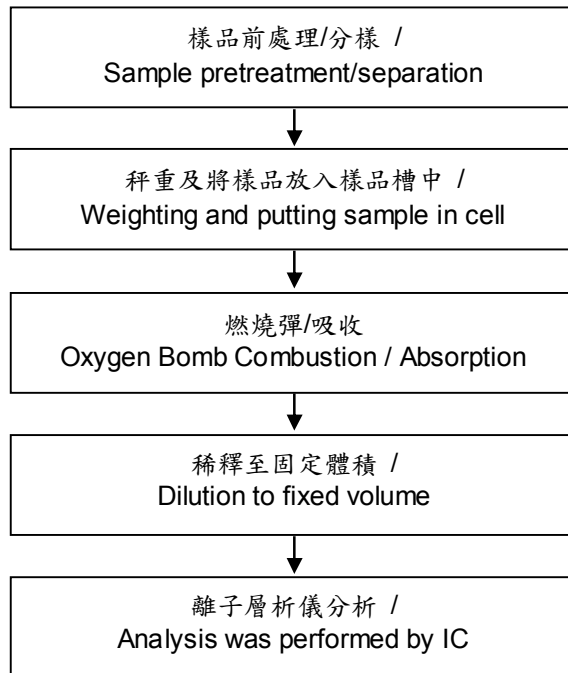 樣品前處理/分樣 /
Sample pretreatment/separation
秤重及將樣品放入樣品槽中 /
Weighting and putting sample in cell
燃燒彈/吸收
Oxygen Bomb Combustion / Absorption
稀釋至固定體積 /
Dilution to fixed volume
離子層析儀分析 /
Analysis was performed by IC